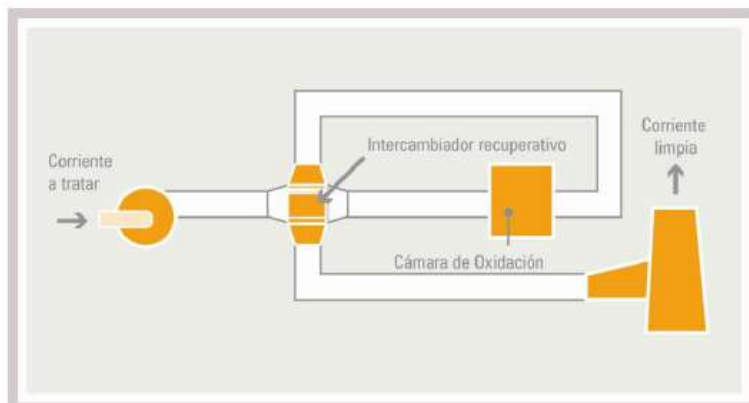 Corriente
a tratar
Intercambiador recuperativo
Cámara de Oxidación
Corriente
limpia